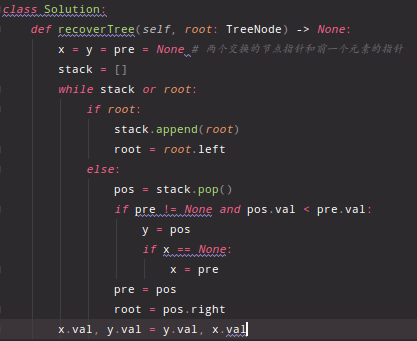 class Solution:
    def recoverTree(self, root: TreeNode) -> None:
        x = y = pre = None # 两个交换的节点指针和前一个元素的指针
        stack = []
        while stack or root:
            if root:
                stack.append(root)
                root = root.left
            else:
                pos = stack.pop()
                if pre != None and pos.val < pre.val:
                    y = pos
                    if x == None:
                        x = pre
                pre = pos
                root = pos.right
        x.val, y.val = y.val, x.val